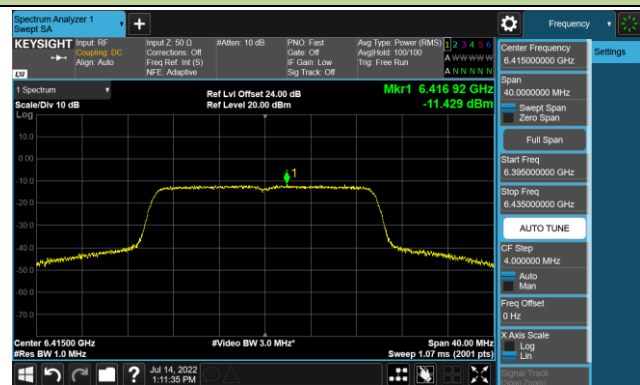 Spectrum Analyzer 1
Swept SA
+
Frequency
KEYSIGHT
Input: RF
Coupling: DC
Align: Auto
Input Z: 50 Ω
Corrections: Off
Freq Ref: Int (S)
NFE: Adaptive
#Atten: 10 dB
PNO: Fast
Gate: Off
IF Gain: Low
Sig Track: Off
Avg Type: Power (RMS)
Avg|Hold: 100/100
Trig: Free Run
1 2 3 4 5 6
A W W W W W
A N N N N N
LXI
Center Frequency
6.415000000 GHz
Settings
Span
40.0000000 MHz
Swept Span
Zero Span
Full Span
Start Freq
6.395000000 GHz
Stop Freq
6.435000000 GHz
AUTO TUNE
CF Step
4.000000 MHz
Auto
Man
Freq Offset
0 Hz
X Axis Scale
Log
Lin
Signal Track
(Span Zoom)
1 Spectrum
Scale/Div 10 dB
Log
Ref Lvl Offset 24.00 dB
Ref Level 20.00 dBm
Mkr1 6.416 92 GHz
-11.429 dBm
10.0
0.00
-10.0
-20.0
-30.0
-40.0
-50.0
-60.0
-70.0
1
Center 6.41500 GHz
#Res BW 1.0 MHz
#Video BW 3.0 MHz*
Span 40.00 MHz
Sweep 1.07 ms (2001 pts)
?
Jul 14, 2022
1:11:35 PM